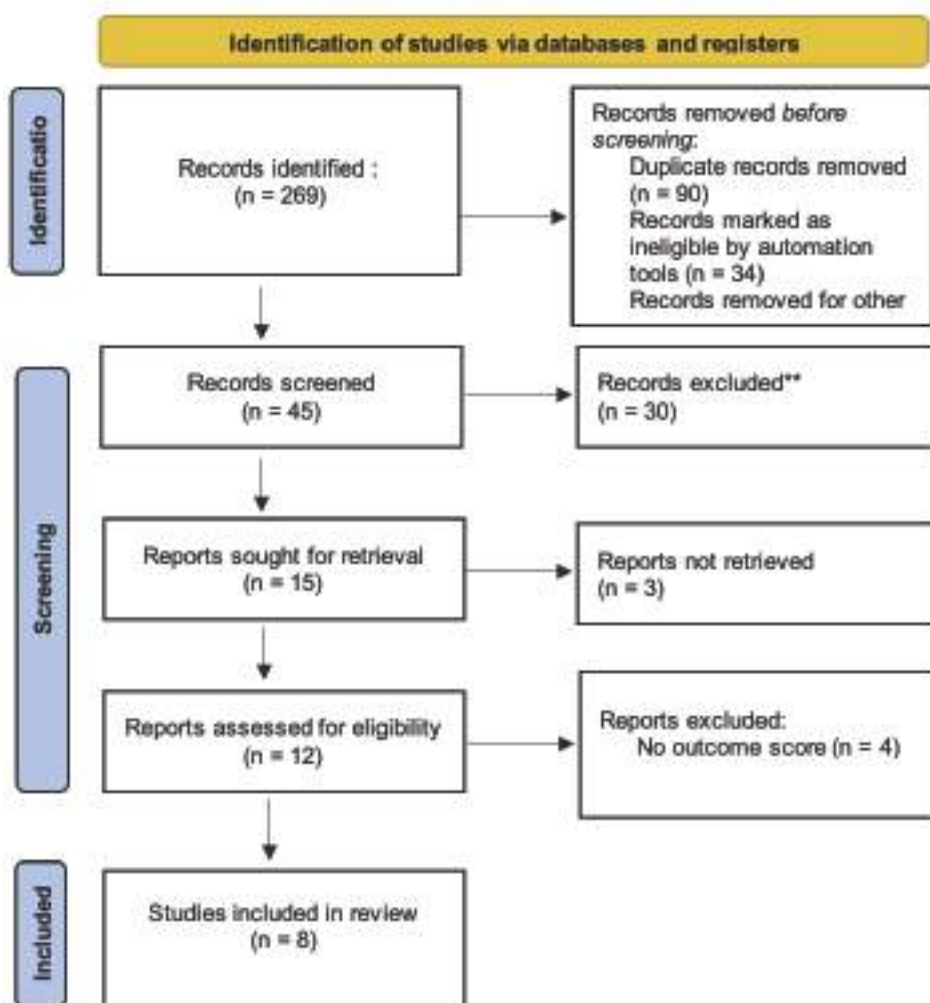 Identification of studies via databases and registers
Identificatio
Records identified :
(n = 269)
Records removed before
screening:
Duplicate records removed
(n = 90)
Records marked as
ineligible by automation
tools (n = 34)
Records removed for other
Screening
Records screened
(n = 45)
Records excluded**
(n = 30)
Reports sought for retrieval
(n = 15)
Reports not retrieved
(n = 3)
Reports assessed for eligibility
(n = 12)
Reports excluded:
No outcome score (n = 4)
Included
Studies included in review
(n = 8)